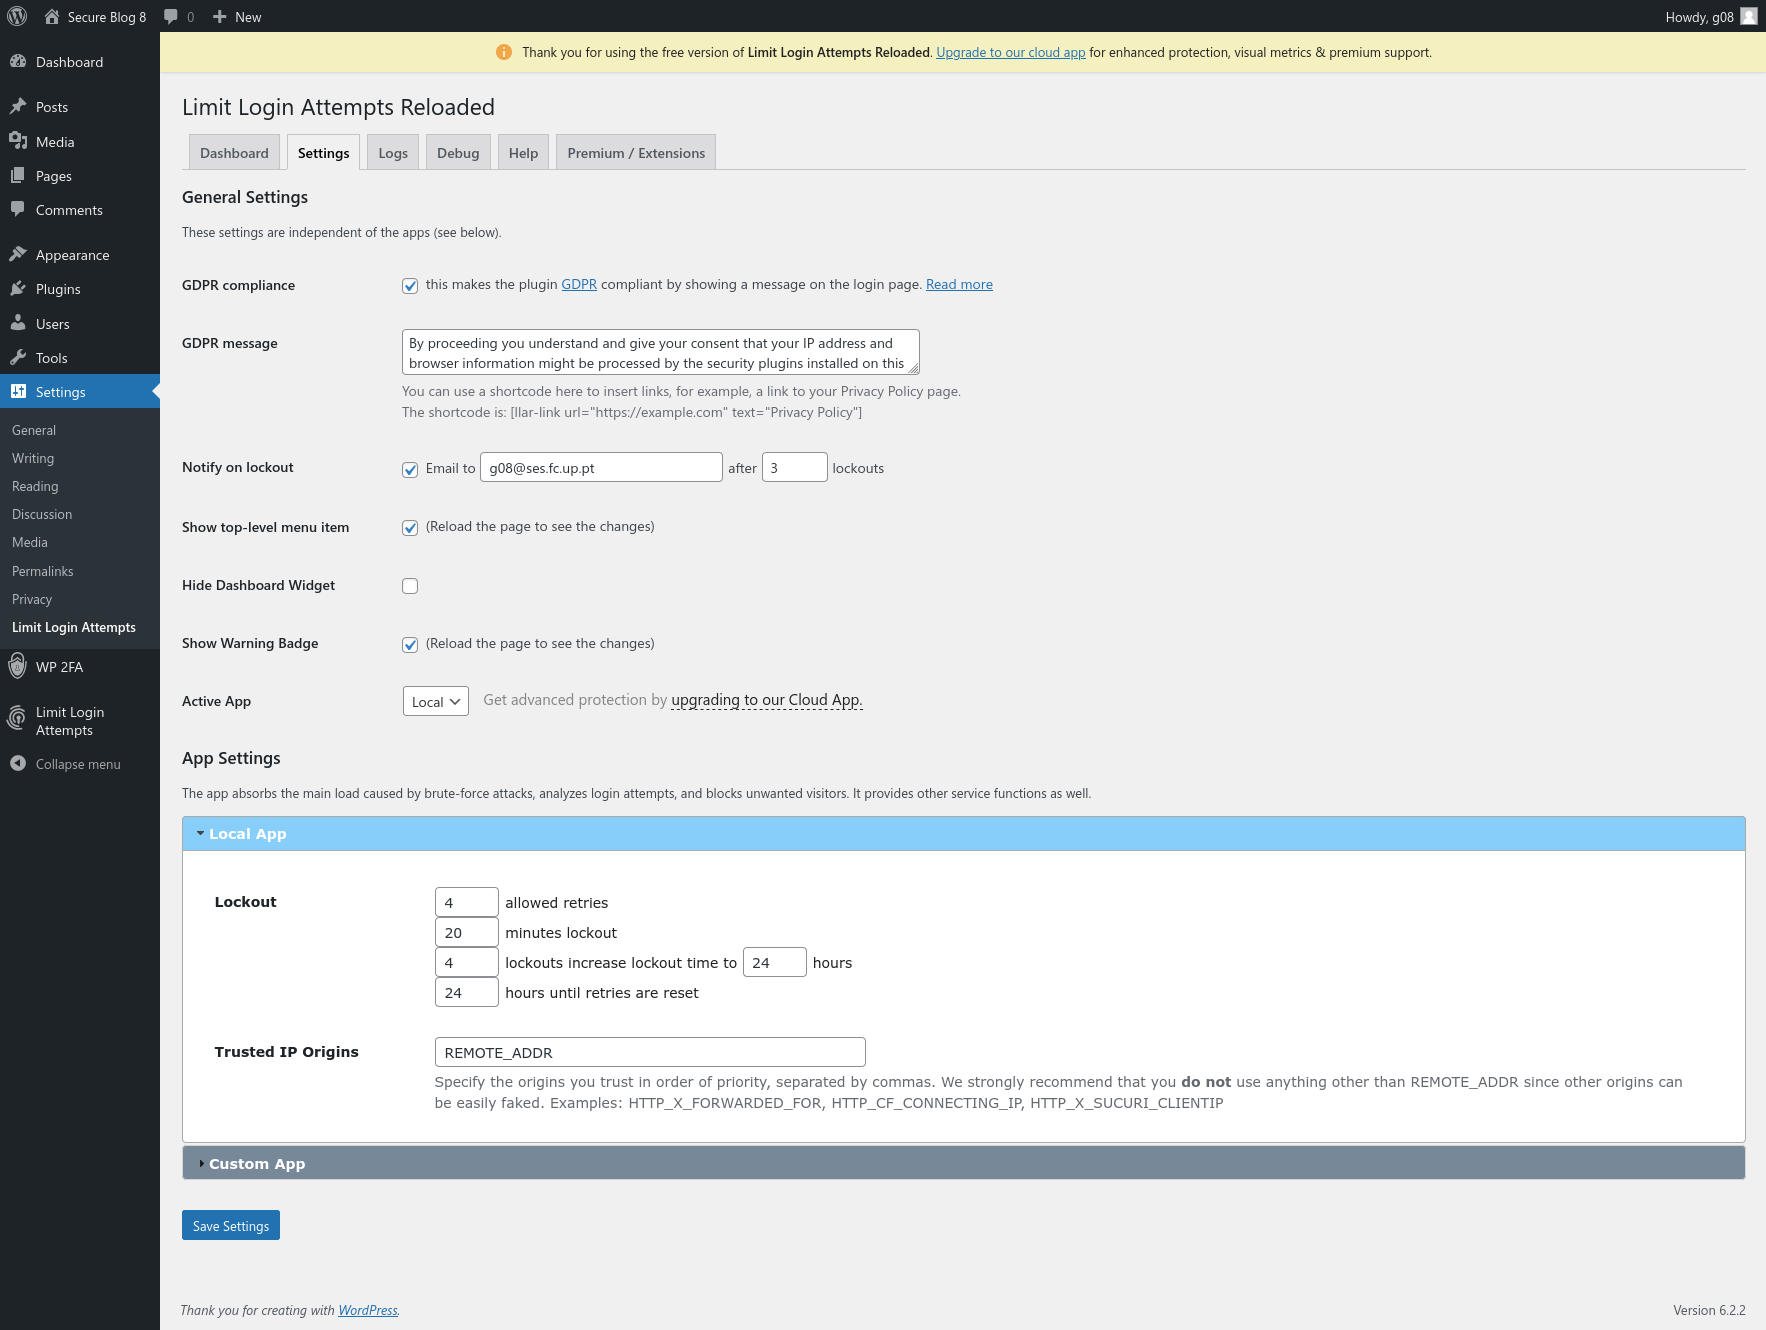 Secure Blog 8
0
New
Howdy, g08
Dashboard
Posts
Media
Pages
Comments
Appearance
Plugins
Users
Tools
Settings
General
Writing
Reading
Discussion
Media
Permalinks
Privacy
Limit Login Attempts
WP 2FA
Limit Login
Attempts
Collapse menu
Thank you for using the free version of Limit Login Attempts Reloaded. Upgrade to our cloud app for enhanced protection, visual metrics & premium support.
Limit Login Attempts Reloaded
Dashboard
Settings
Logs
Debug
Help
Premium / Extensions
General Settings
These settings are independent of the apps (see below).
GDPR compliance
this makes the plugin GDPR compliant by showing a message on the login page. Read more
GDPR message
By proceeding you understand and give your consent that your IP address and
browser information might be processed by the security plugins installed on this
You can use a shortcode here to insert links, for example, a link to your Privacy Policy page.
The shortcode is: [llar-link url="https://example.com" text="Privacy Policy"]
Notify on lockout
Email to g08@ses.fc.up.pt after 3 lockouts
Show top-level menu item
(Reload the page to see the changes)
Hide Dashboard Widget
Show Warning Badge
(Reload the page to see the changes)
Active App
Local
Get advanced protection by upgrading to our Cloud App.
App Settings
The app absorbs the main load caused by brute-force attacks, analyzes login attempts, and blocks unwanted visitors. It provides other service functions as well.
Local App
Lockout
4 allowed retries
20 minutes lockout
4 lockouts increase lockout time to 24 hours
24 hours until retries are reset
Trusted IP Origins
REMOTE_ADDR
Specify the origins you trust in order of priority, separated by commas. We strongly recommend that you do not use anything other than REMOTE_ADDR since other origins can
be easily faked. Examples: HTTP_X_FORWARDED_FOR, HTTP_CF_CONNECTING_IP, HTTP_X_SUCURI_CLIENTIP
Custom App
Save Settings
Thank you for creating with WordPress.
Version 6.2.2